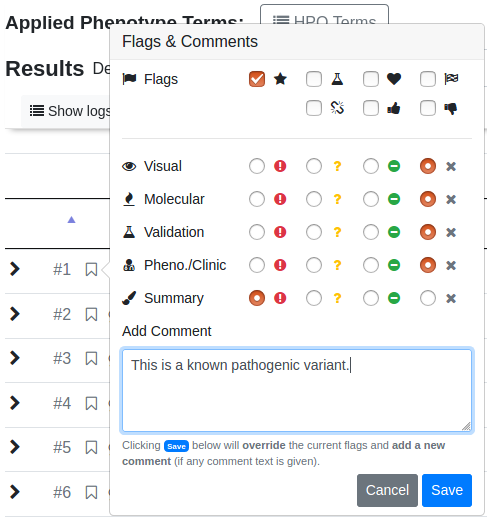 Applied Phenotype Terms:
HPO Terms
Flags & Comments
Results De
Flags
Show logs
Visual ?
Molecular ?
Validation ?
#1 Pheno./Clinic ?
#2 Summary ?
Add Comment
#3 This is a known pathogenic variant.
#4
#5 Clicking Save below will override the current flags and add a new
comment (if any comment text is given).
#6 Cancel Save